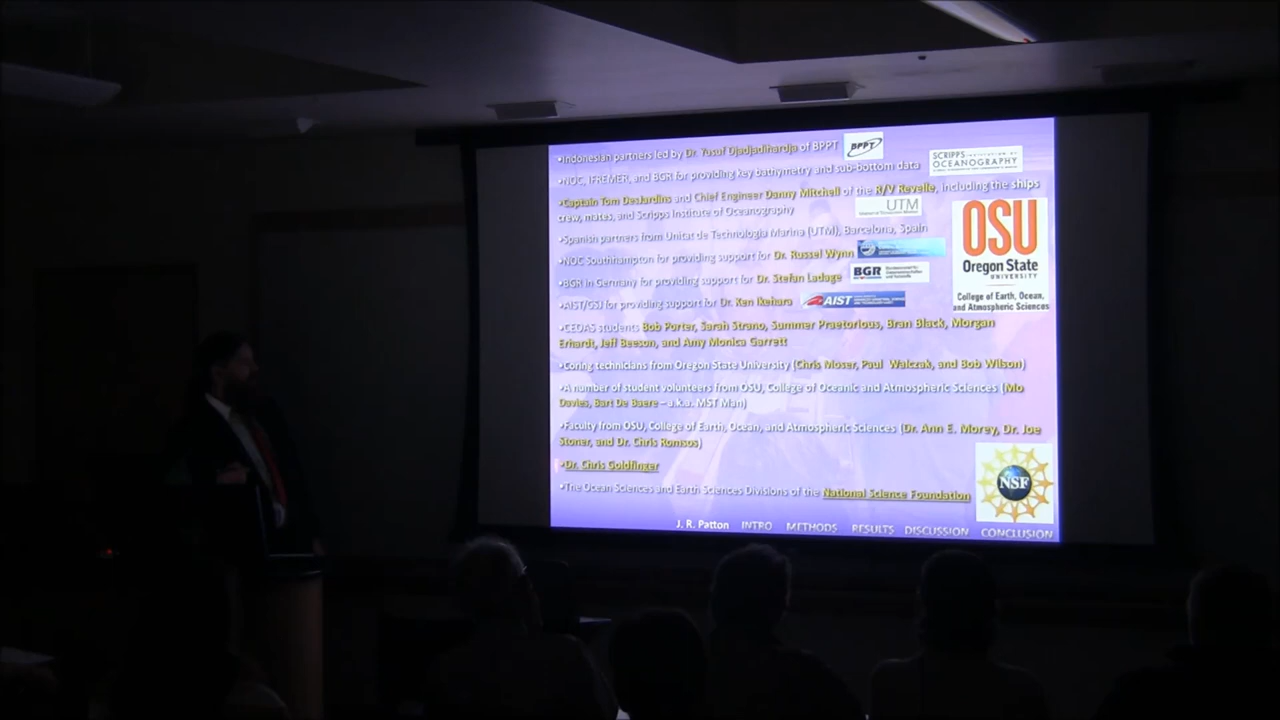 •Indonesian partners led by Dr. Yusuf Djadjadihardja of BPPT
BPPT
•NOC, IFREMER, and BGR for providing key bathymetry and sub-bottom data
SCRIPPS INSTITUTION OF
OCEANOGRAPHY
•Captain Tom DesJardins and Chief Engineer Danny Mitchell of the R/V Revelle, including the ships
crew, mates, and Scripps Institute of Oceanography
UTM
•Spanish partners from Unitat de Technologia Marina (UTM), Barcelona, Spain
•NOC Southhampton for providing support for Dr. Russel Wynn
•BGR in Germany for providing support for Dr. Stefan Ladage
BGR
•AIST/GSJ for providing support for Dr. Ken Ikehara
AIST
OSU
Oregon State
UNIVERSITY
College of Earth, Ocean,
and Atmospheric Sciences
•CEOAS students Bob Porter, Sarah Strano, Summer Praetorious, Bran Black, Morgan
Erhardt, Jeff Beeson, and Amy Monica Garrett
•Coring technicians from Oregon State University (Chris Moser, Paul Walczak, and Bob Wilson)
•A number of student volunteers from OSU, College of Oceanic and Atmospheric Sciences (Mo
Davies, Bart De Baere – a.k.a. MST Man)
•Faculty from OSU, College of Earth, Ocean, and Atmospheric Sciences (Dr. Ann E. Morey, Dr. Joe
Stoner, and Dr. Chris Romsos)
•Dr. Chris Goldfinger
•The Ocean Sciences and Earth Sciences Divisions of the National Science Foundation
NSF
J. R. Patton INTRO METHODS RESULTS DISCUSSION CONCLUSION